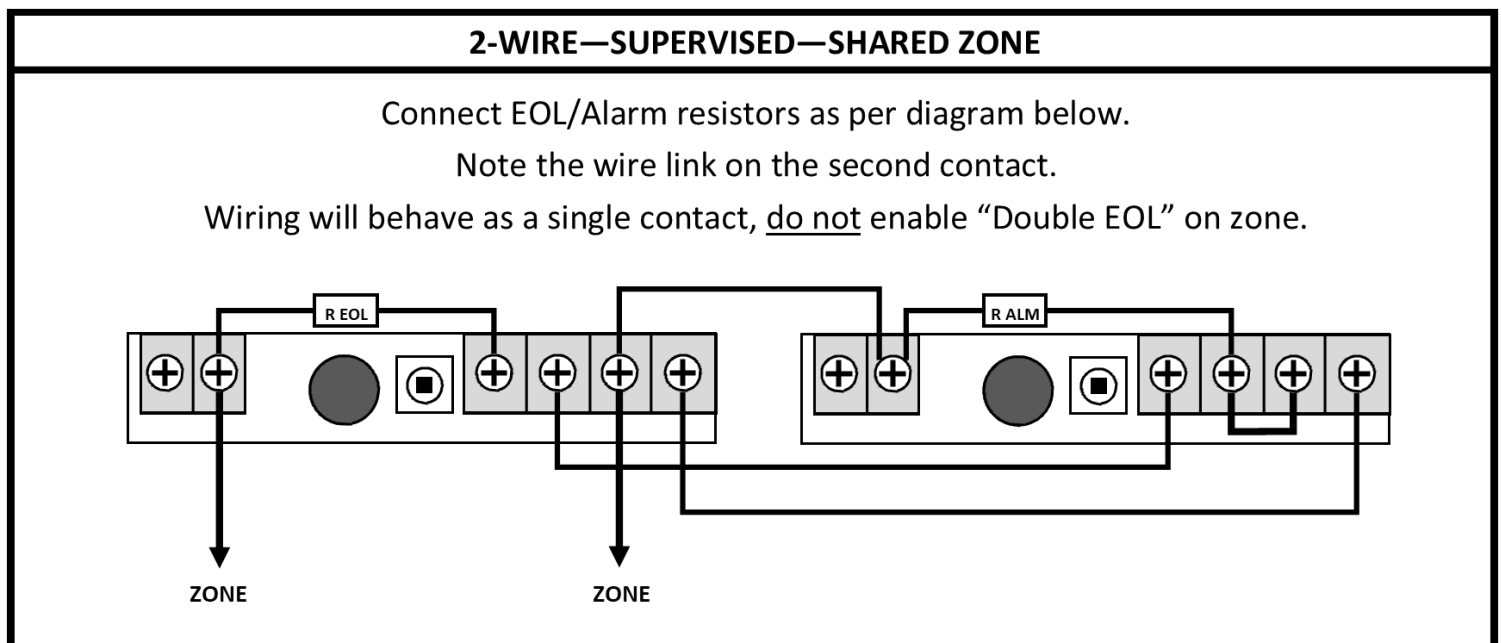 2-WIRE—SUPERVISED—SHARED ZONE
Connect EOL/Alarm resistors as per diagram below.
Note the wire link on the second contact.
Wiring will behave as a single contact, do not enable “Double EOL” on zone.
R EOL
R ALM
ZONE
ZONE